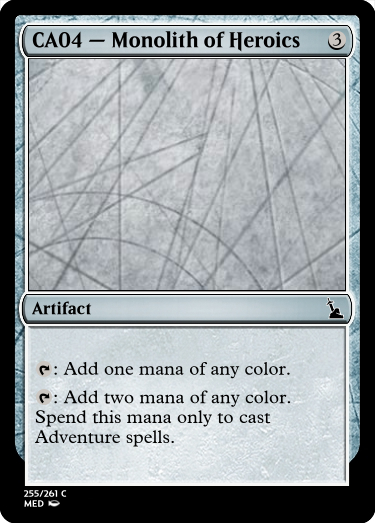 CA04 — Monolith of Heroics 3
Artifact
: Add one mana of any color.
: Add two mana of any color.
Spend this mana only to cast
Adventure spells.
255/261 C
MED